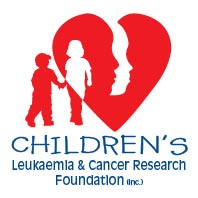 CHILDREN'S
Leukaemia & Cancer Research
Foundation (Inc.)